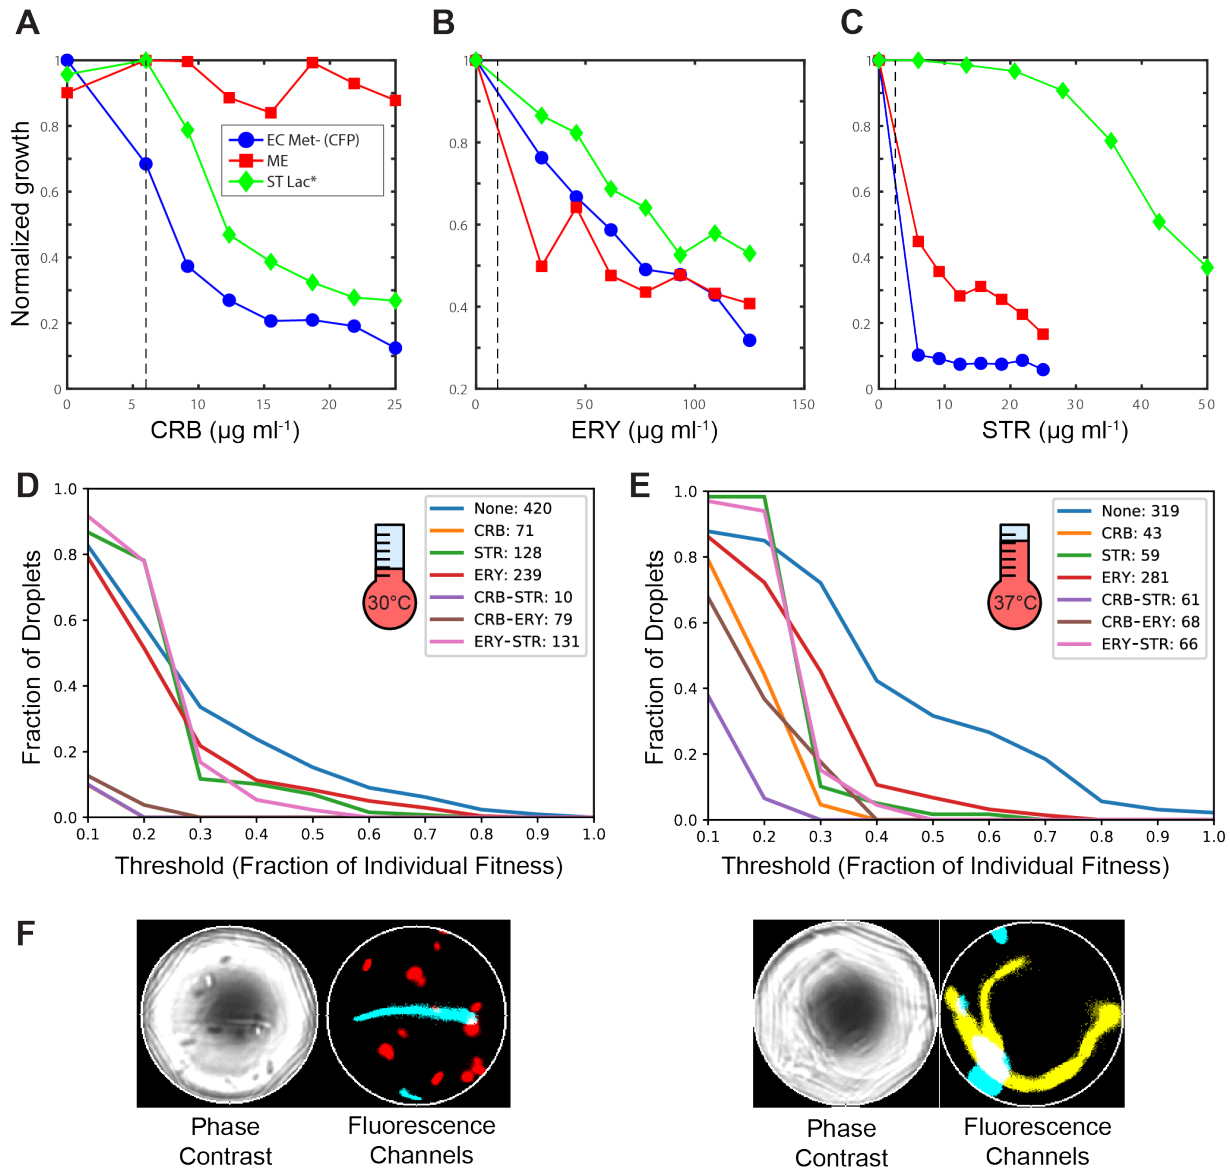 A
B
C
Normalized growth
1
0.8
0.6
0.4
0.2
0
0 5 10 15 20 25
CRB (µg ml-1)
EC Met- (CFP)
ME
ST Lac*
1
0.8
0.6
0.4
0.2
0 50 100 150
ERY (µg ml-1)
1
0.8
0.6
0.4
0.2
0
0 10 20 30 40 50
STR (µg ml-1)
D
Fraction of Droplets
1.0
0.8
0.6
0.4
0.2
0.0
0.1 0.2 0.3 0.4 0.5 0.6 0.7 0.8 0.9 1.0
Threshold (Fraction of Individual Fitness)
30°C
None: 420
CRB: 71
STR: 128
ERY: 239
CRB-STR: 10
CRB-ERY: 79
ERY-STR: 131
E
Fraction of Droplets
1.0
0.8
0.6
0.4
0.2
0.0
0.1 0.2 0.3 0.4 0.5 0.6 0.7 0.8 0.9 1.0
Threshold (Fraction of Individual Fitness)
37°C
None: 319
CRB: 43
STR: 59
ERY: 281
CRB-STR: 61
CRB-ERY: 68
ERY-STR: 66
F
Phase
Contrast
Fluorescence
Channels
Phase
Contrast
Fluorescence
Channels